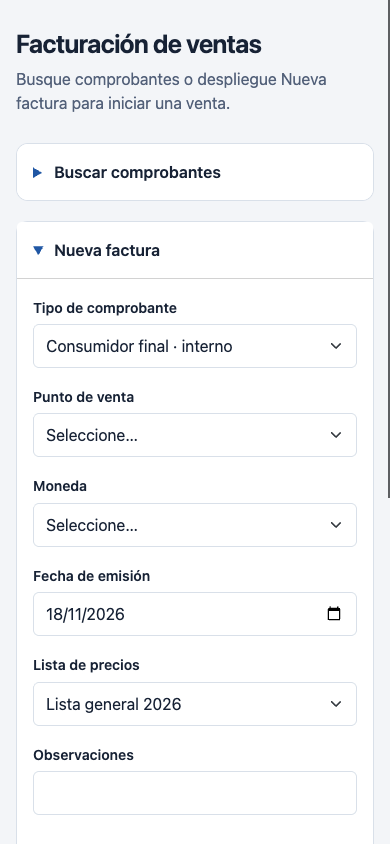 Facturación de ventas
Busque comprobantes o despliegue Nueva
factura para iniciar una venta.
Buscar comprobantes
Nueva factura
Tipo de comprobante
Consumidor final · interno
Punto de venta
Seleccione...
Moneda
Seleccione...
Fecha de emisión
18/11/2026
Lista de precios
Lista general 2026
Observaciones